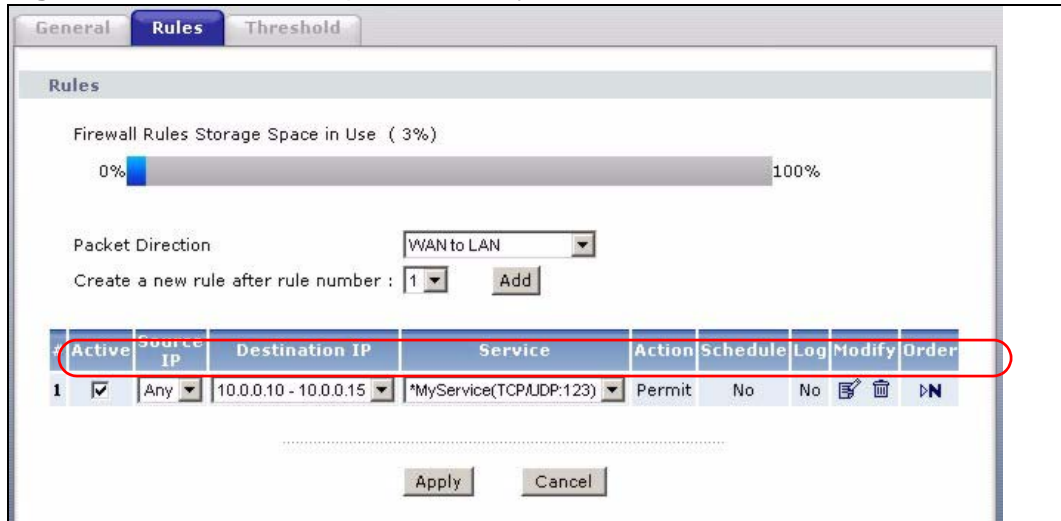 General Rules Threshold
Rules
Firewall Rules Storage Space in Use ( 3%)
0% 100%
Packet Direction WAN to LAN
Create a new rule after rule number : 1 Add
# Active Source IP Destination IP Service Action Schedule Log Modify Order
1 Any 10.0.0.10 - 10.0.0.15 *MyService(TCP/UDP:123) Permit No No N
Apply Cancel